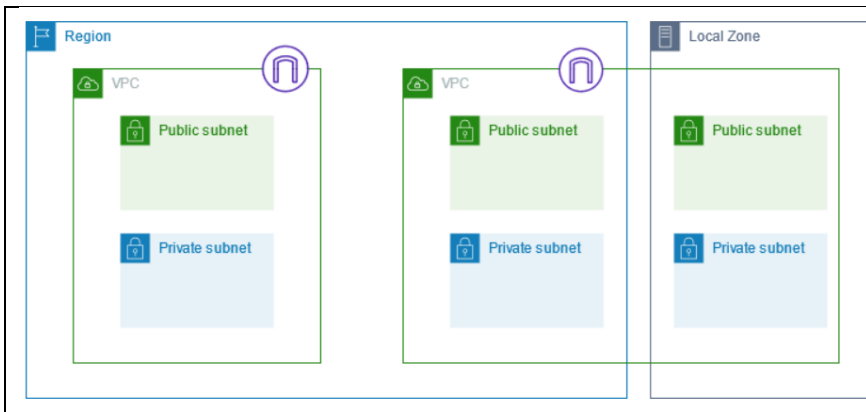 Region
Local Zone
VPC
VPC
Public subnet
Public subnet
Public subnet
Private subnet
Private subnet
Private subnet